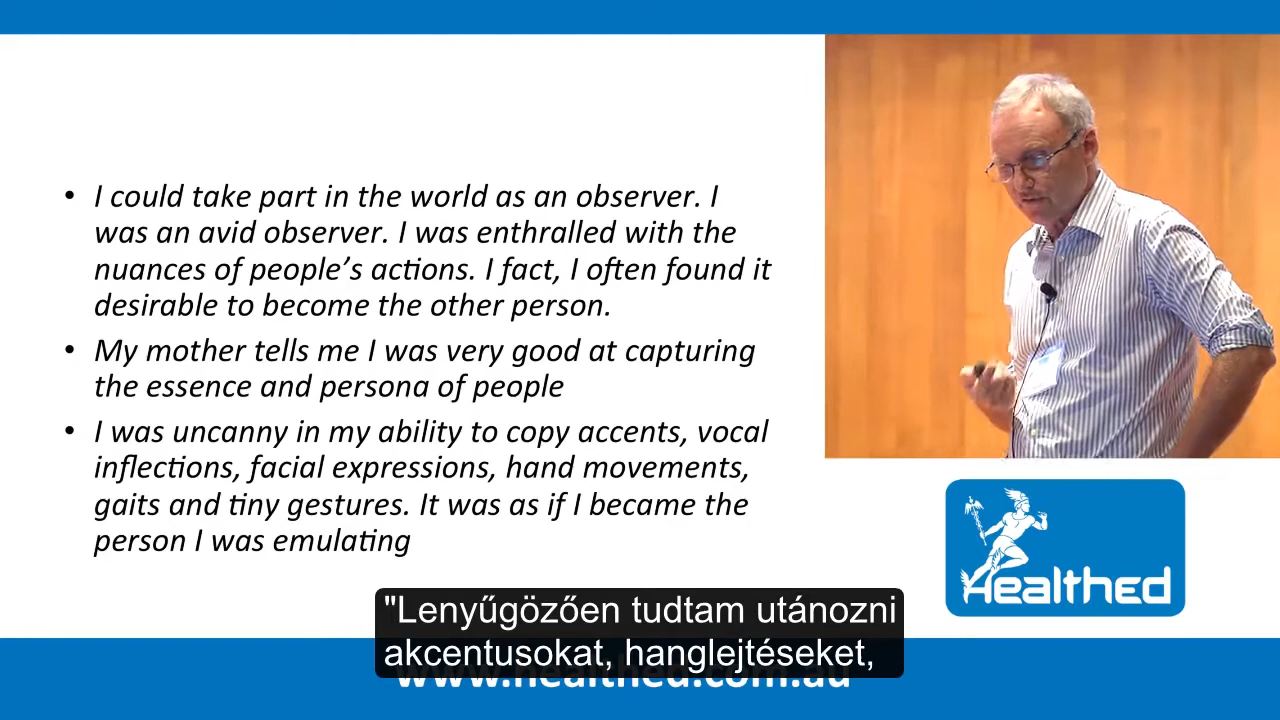 • I could take part in the world as an observer. I
was an avid observer. I was enthralled with the
nuances of people’s actions. I fact, I often found it
desirable to become the other person.
• My mother tells me I was very good at capturing
the essence and persona of people
• I was uncanny in my ability to copy accents, vocal
inflections, facial expressions, hand movements,
gaits and tiny gestures. It was as if I became the
person I was emulating
Healthed
"Lenyűgözően tudtam utánozni
akcentusokat, hanglejtéseket,
www.healthed.com.au